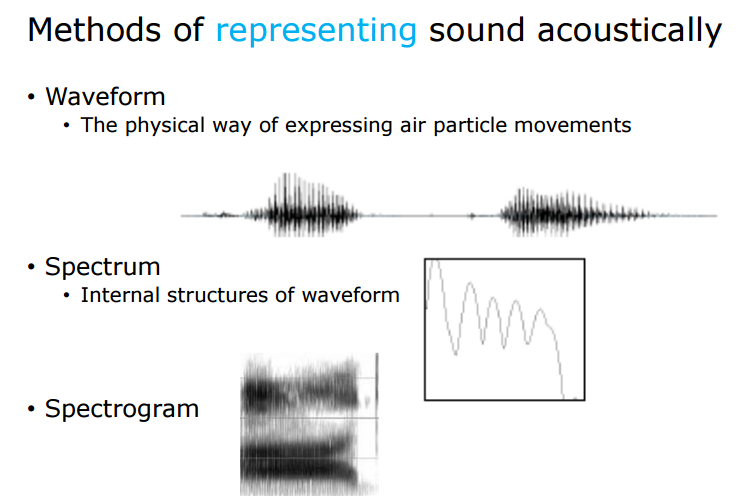 Methods of representing sound acoustically
• Waveform
• The physical way of expressing air particle movements
• Spectrum
• Internal structures of waveform
• Spectrogram